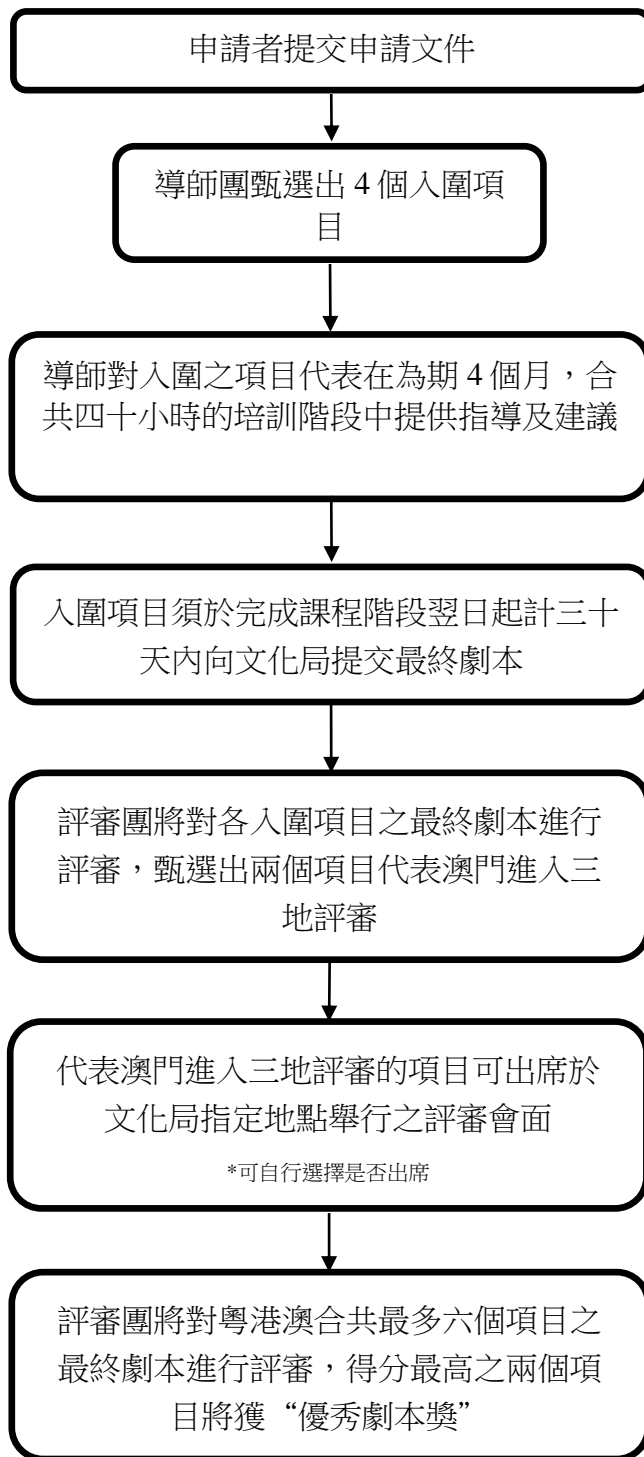 申請者提交申請文件
導師團甄選出 4 個入圍項
目
導師對入圍之項目代表在為期 4 個月，合
共四十小時的培訓階段中提供指導及建議
入圍項目須於完成課程階段翌日起計三十
天內向文化局提交最終劇本
評審團將對各入圍項目之最終劇本進行
評審，甄選出兩個項目代表澳門進入三
地評審
代表澳門進入三地評審的項目可出席於
文化局指定地點舉行之評審會面
*可自行選擇是否出席
評審團將對粵港澳合共最多六個項目之
最終劇本進行評審，得分最高之兩個項
目將獲“優秀劇本獎”